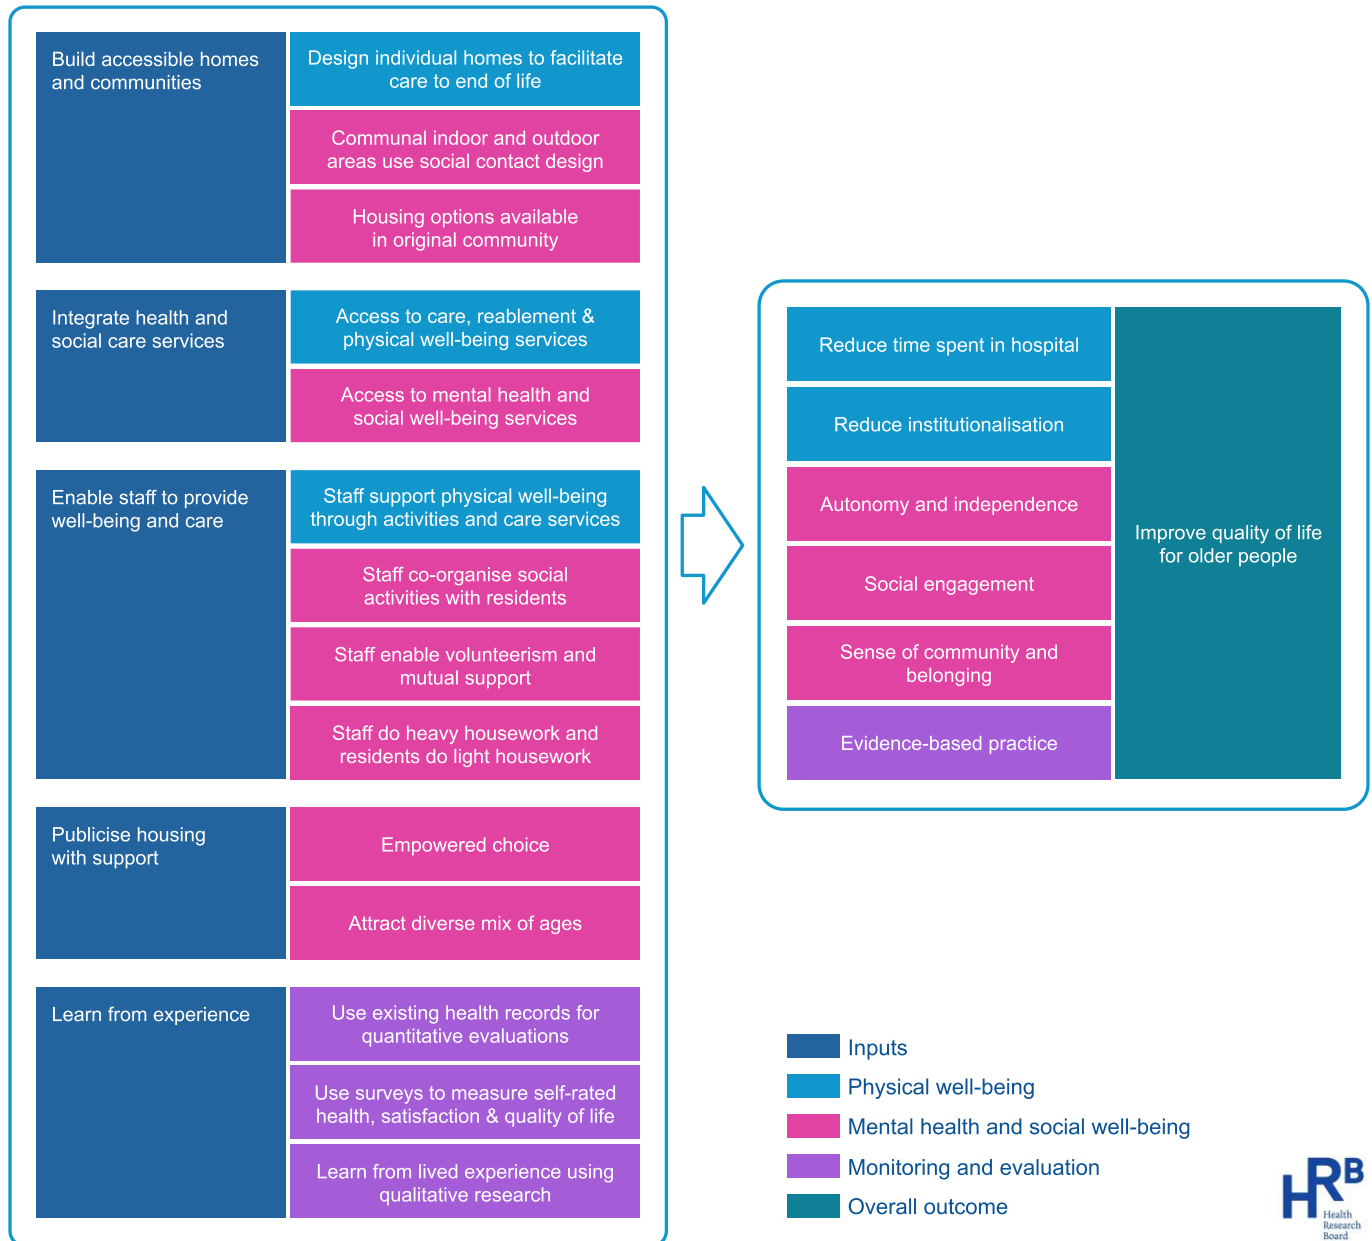 Build accessible homes
and communities
Design individual homes to facilitate
care to end of life
Communal indoor and outdoor
areas use social contact design
Housing options available
in original community
Integrate health and
social care services
Access to care, reablement &
physical well-being services
Access to mental health and
social well-being services
Enable staff to provide
well-being and care
Staff support physical well-being
through activities and care services
Staff co-organise social
activities with residents
Staff enable volunteerism and
mutual support
Staff do heavy housework and
residents do light housework
Publicise housing
with support
Empowered choice
Attract diverse mix of ages
Learn from experience
Use existing health records for
quantitative evaluations
Use surveys to measure self-rated
health, satisfaction & quality of life
Learn from lived experience using
qualitative research
Reduce time spent in hospital
Reduce institutionalisation
Autonomy and independence
Social engagement
Sense of community and
belonging
Evidence-based practice
Improve quality of life
for older people
Inputs
Physical well-being
Mental health and social well-being
Monitoring and evaluation
Overall outcome
HRB
Health
Research
Board